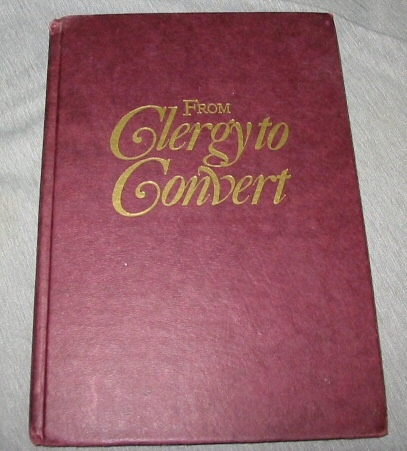 FROM
Clergy to
Convert